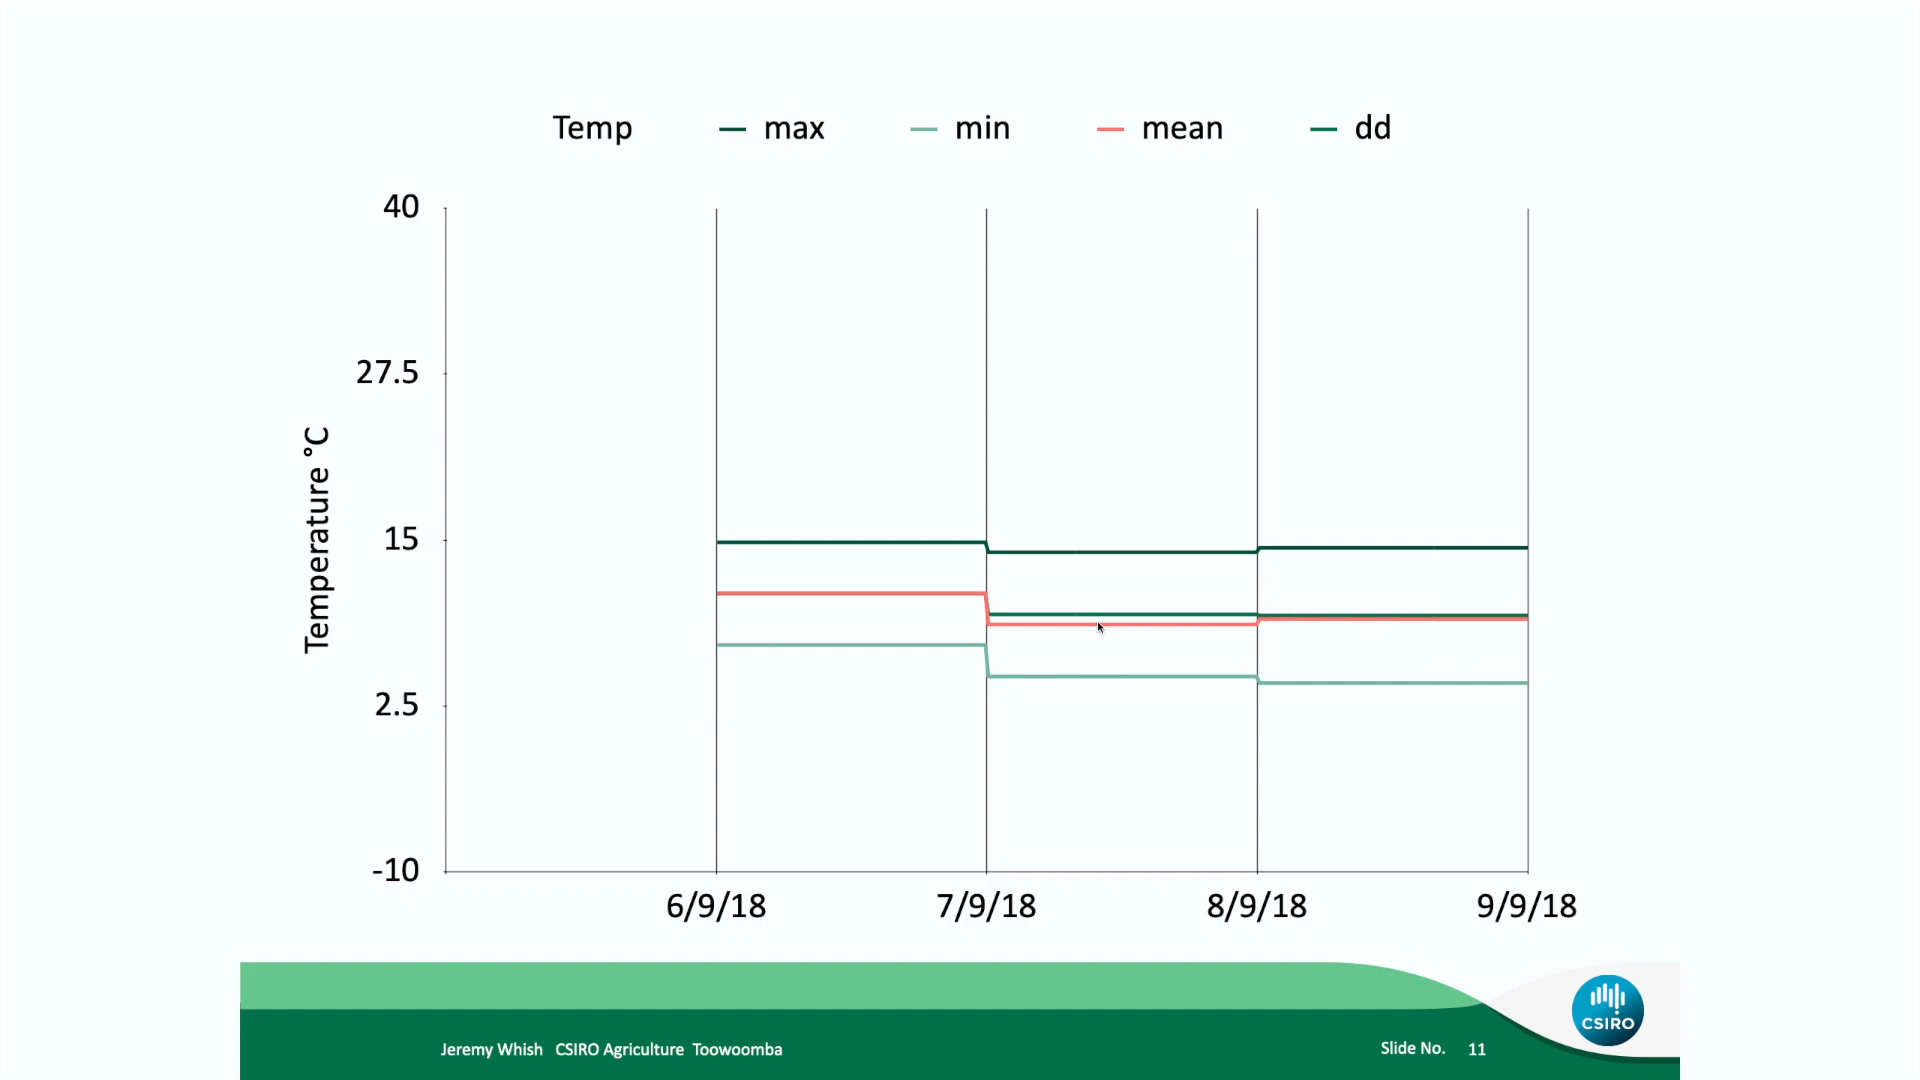 Temp max min mean dd
40
27.5
15
2.5
-10
Temperature °C
6/9/18 7/9/18 8/9/18 9/9/18
CSIRO
Jeremy Whish CSIRO Agriculture Toowoomba
Slide No. 11